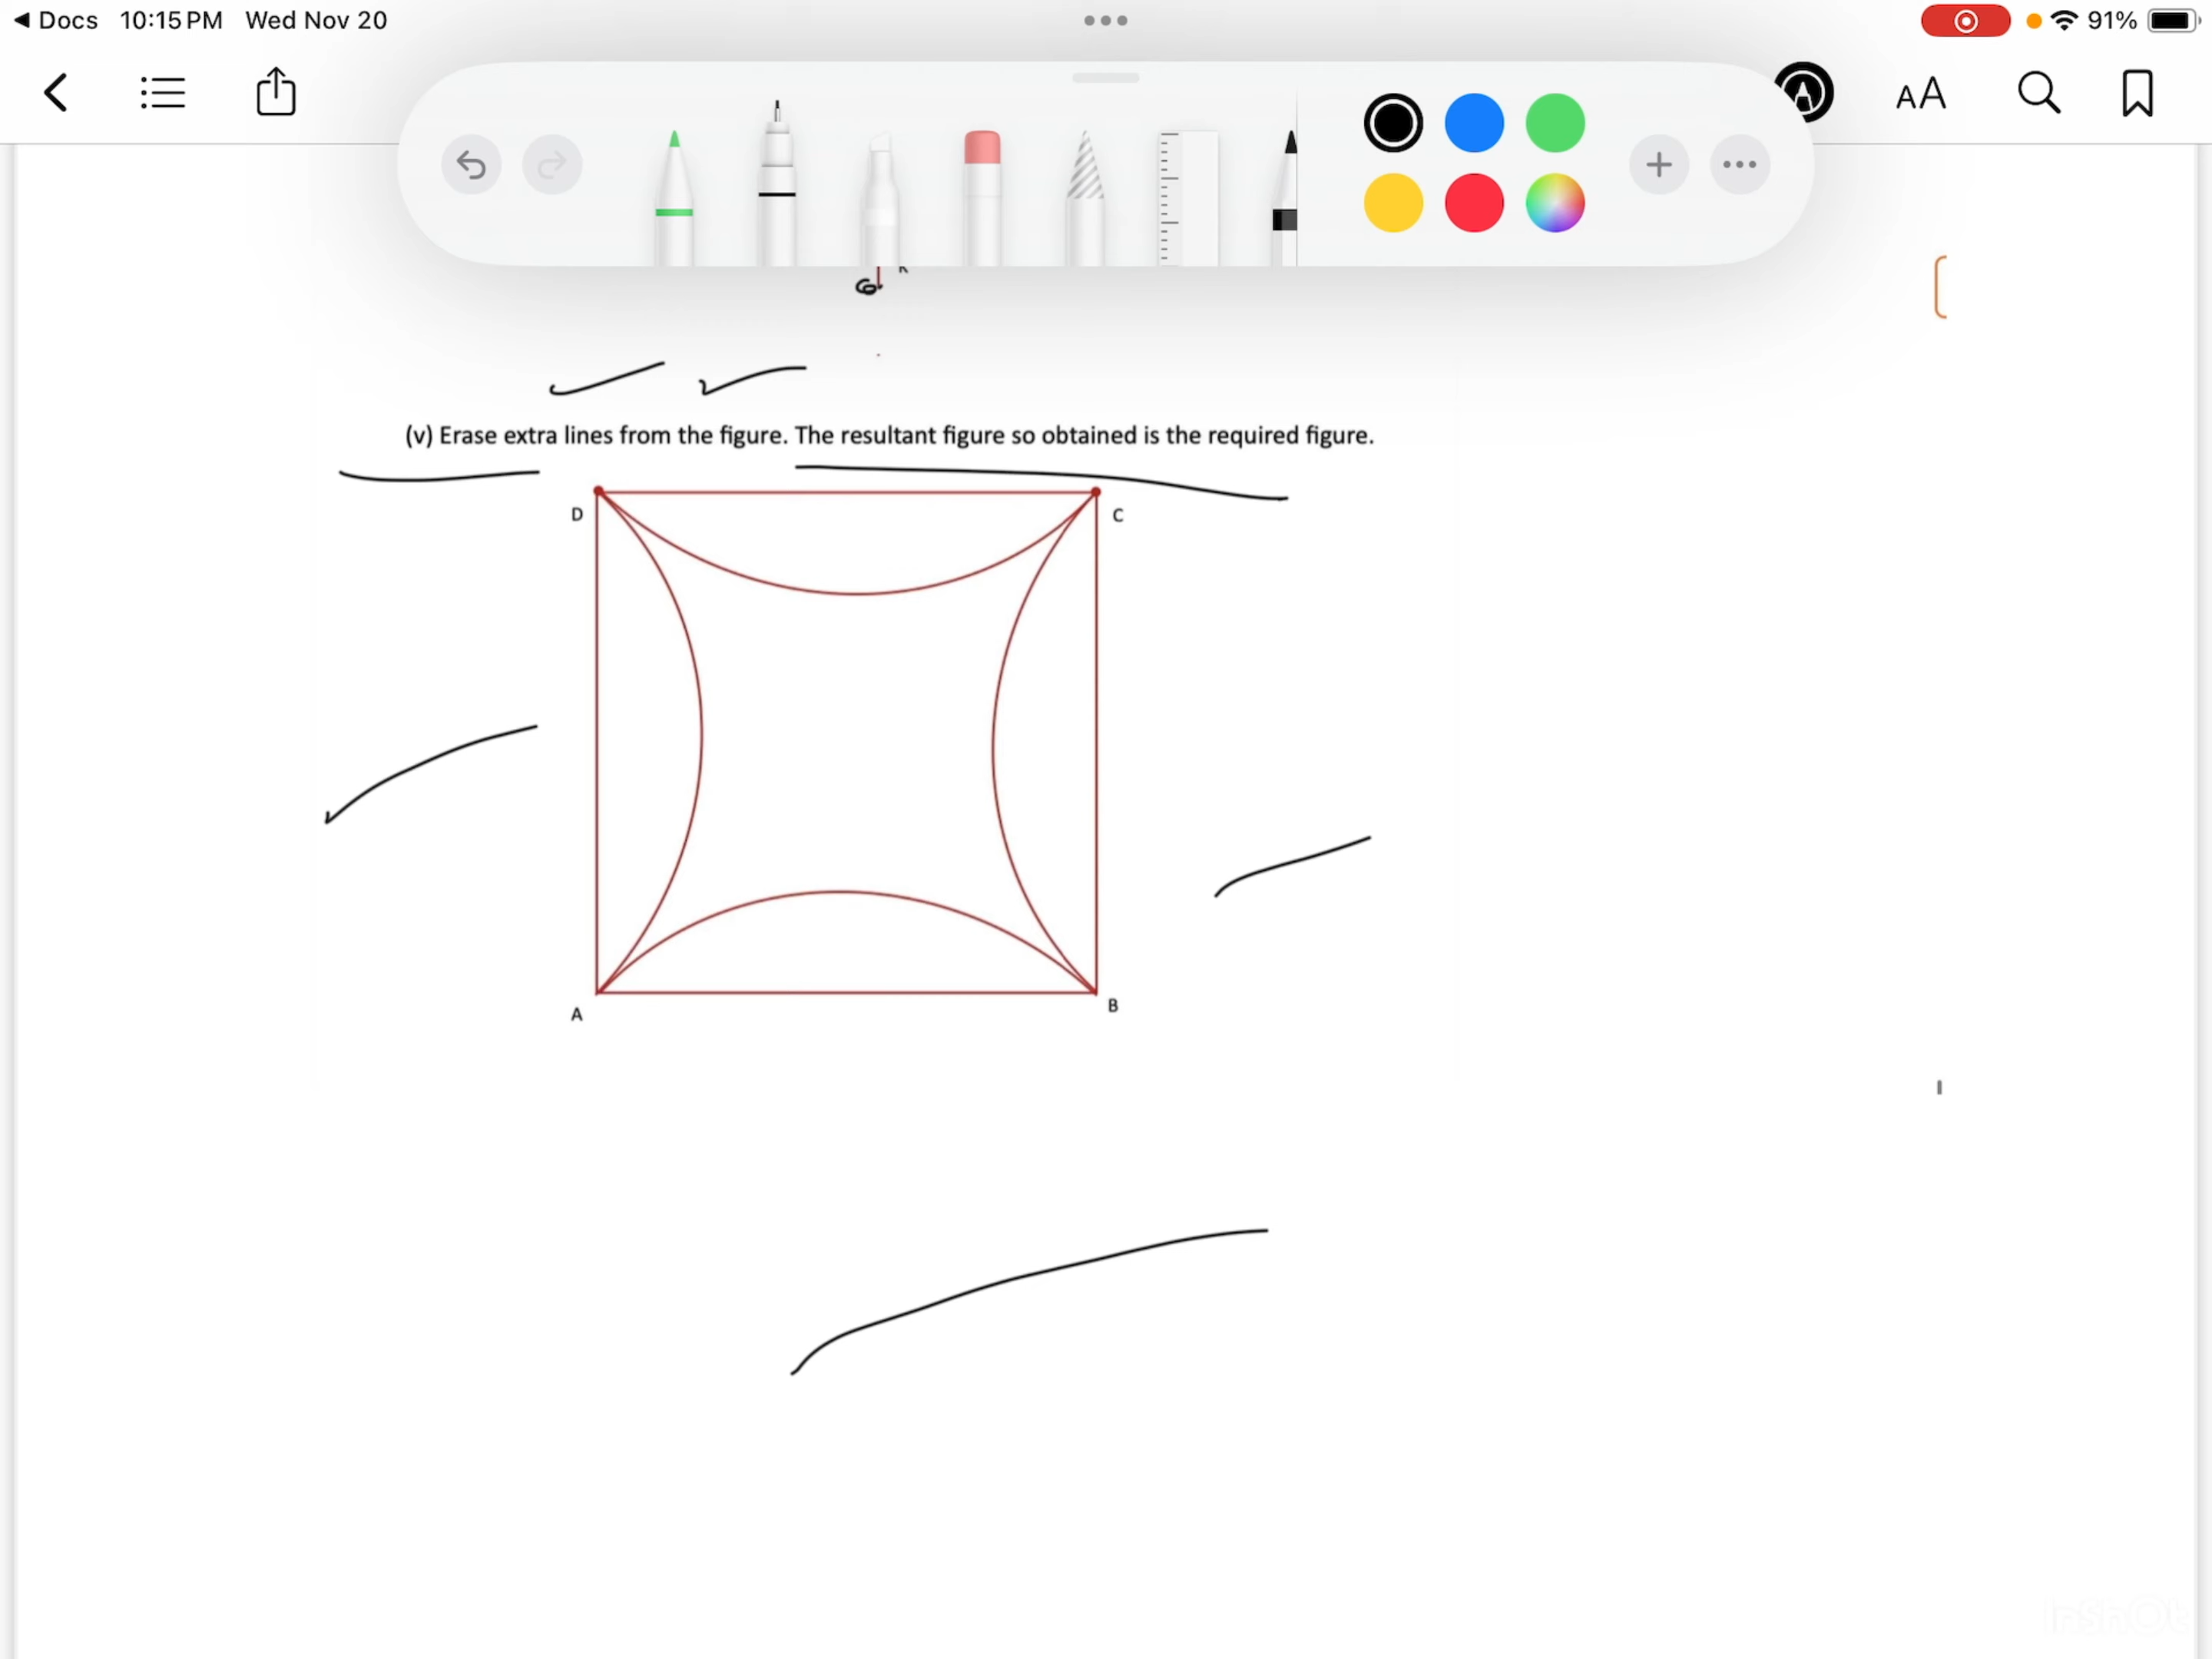 Docs 10:15 PM Wed Nov 20
91%
AA
K
(v) Erase extra lines from the figure. The resultant figure so obtained is the required figure.
D
C
A
B
InShOt